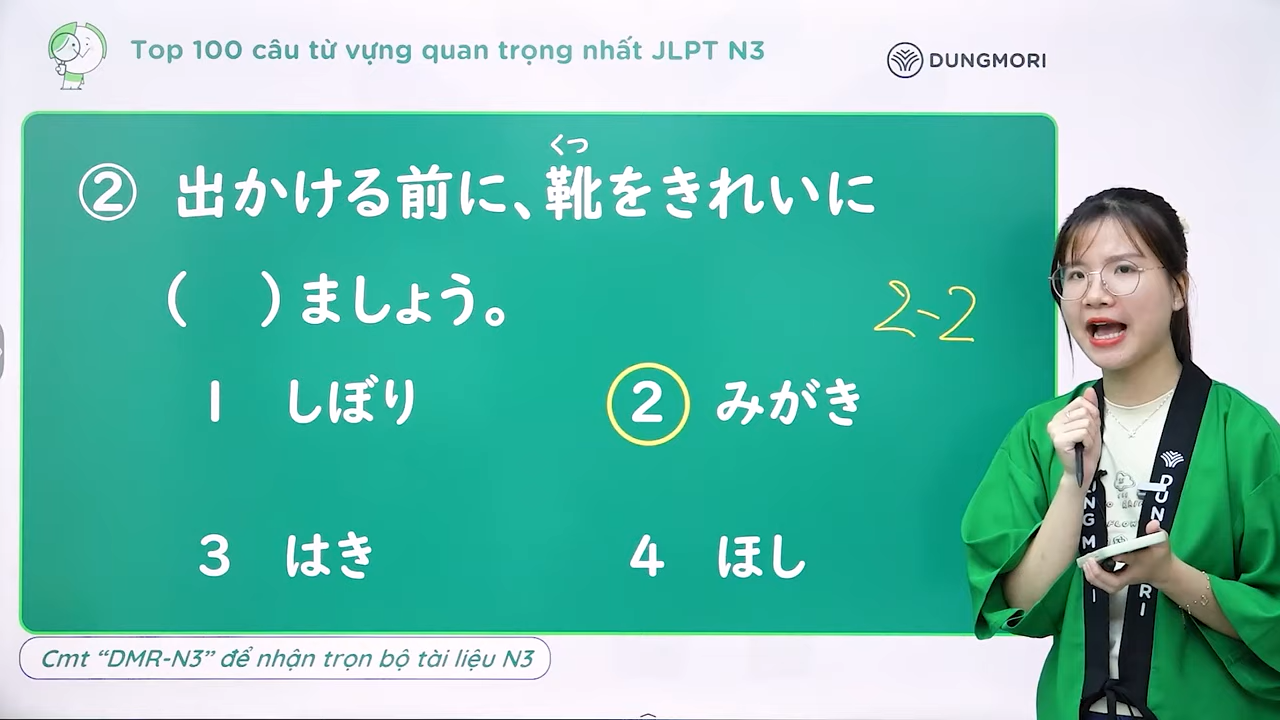 Top 100 câu từ vựng quan trọng nhất JLPT N3
DUNGMORI
くつ
② 出かける前に、靴をきれいに
( )ましょう。
2-2
1 しぼり
2 みがき
3 はき
4 ほし
Cmt “DMR-N3” để nhận trọn bộ tài liệu N3